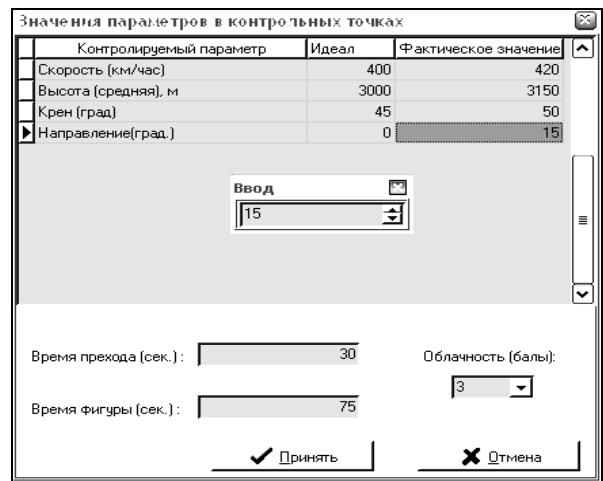 Значения параметров в контрольных точках
Контролируемый параметр Идеал Фактическое значение
Скорость (км/час) 400 420
Высота (средняя), м 3000 3150
Крен (град) 45 50
Направление(град.) 0 15
Ввод
15
Время прехода (сек.) : 30 Облачность (балы):
3
Время фигуры (сек.) : 75
Принять Отмена